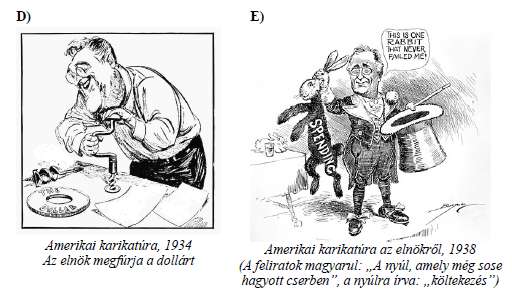 D)
E)
THIS IS ONE
RABBIT
THAT NEVER
FAILED ME!
SPENDING
THE
DOLLAR
Amerikai karikatúra, 1934
Az elnök megfúrja a dollárt
Amerikai karikatúra az elnökről, 1938
(A feliratok magyarul: „A nyúl, amely még sose
hagyott cserben”, a nyúlra írva: „költekezés”)